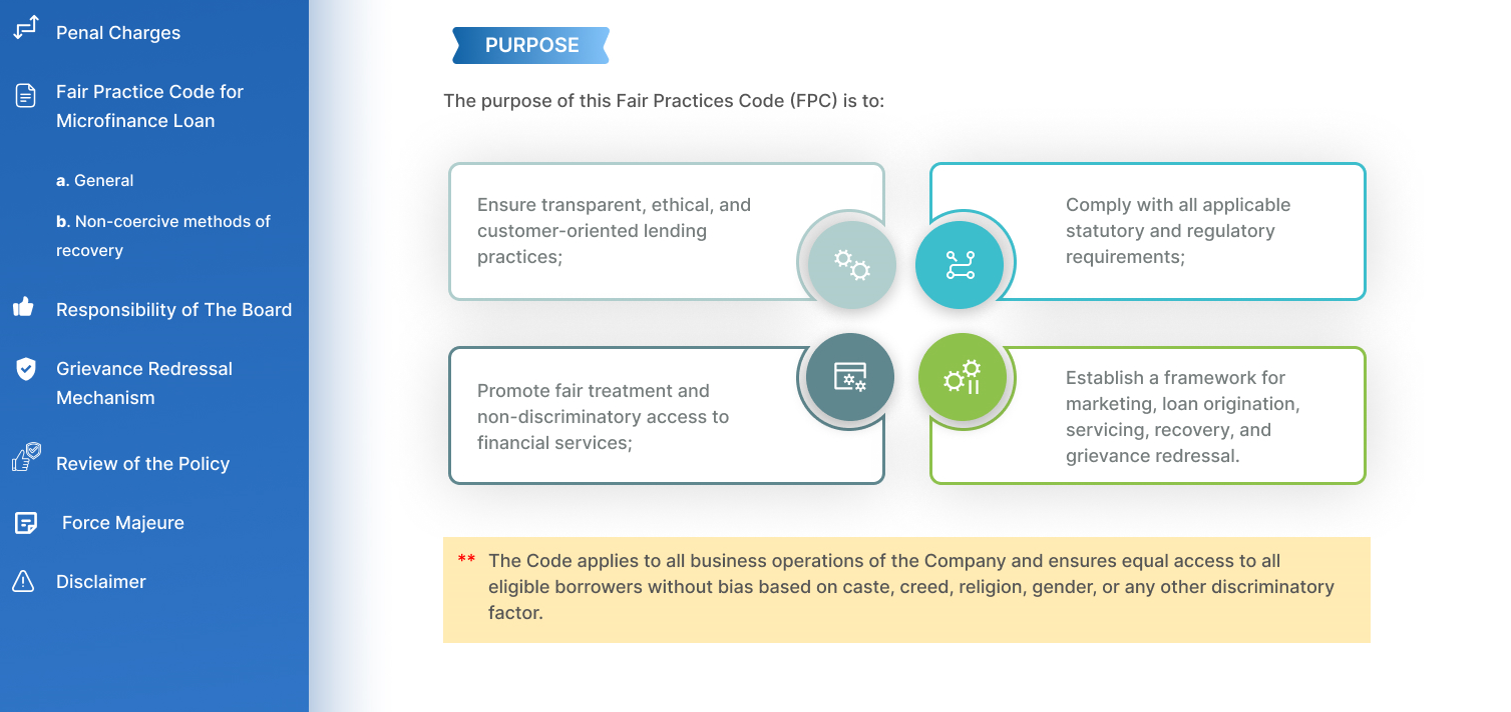 Penal Charges
Fair Practice Code for
Microfinance Loan
a. General
b. Non-coercive methods of
recovery
Responsibility of The Board
Grievance Redressal
Mechanism
Review of the Policy
Force Majeure
Disclaimer
PURPOSE
The purpose of this Fair Practices Code (FPC) is to:
Ensure transparent, ethical, and
customer-oriented lending
practices;
Comply with all applicable
statutory and regulatory
requirements;
Promote fair treatment and
non-discriminatory access to
financial services;
Establish a framework for
marketing, loan origination,
servicing, recovery, and
grievance redressal.
** The Code applies to all business operations of the Company and ensures equal access to all
eligible borrowers without bias based on caste, creed, religion, gender, or any other discriminatory
factor.